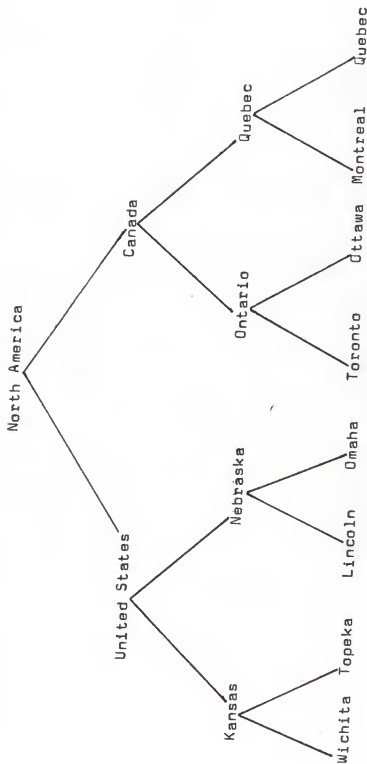 North America
United States Canada
Kansas Nebraska Ontario Quebec
Wichita Topeka Lincoln Omaha Toronto Ottawa Montreal Quebec